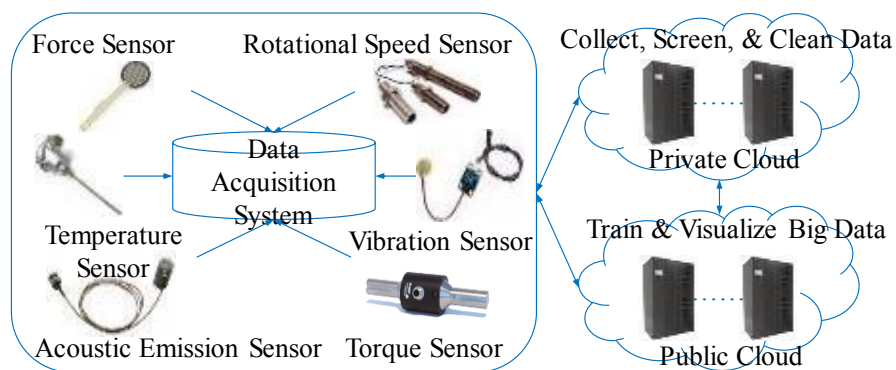 Force Sensor
Rotational Speed Sensor
Data
Acquisition
System
Temperature
Sensor
Vibration Sensor
Acoustic Emission Sensor
Torque Sensor
Collect, Screen, & Clean Data
Private Cloud
Train & Visualize Big Data
Public Cloud